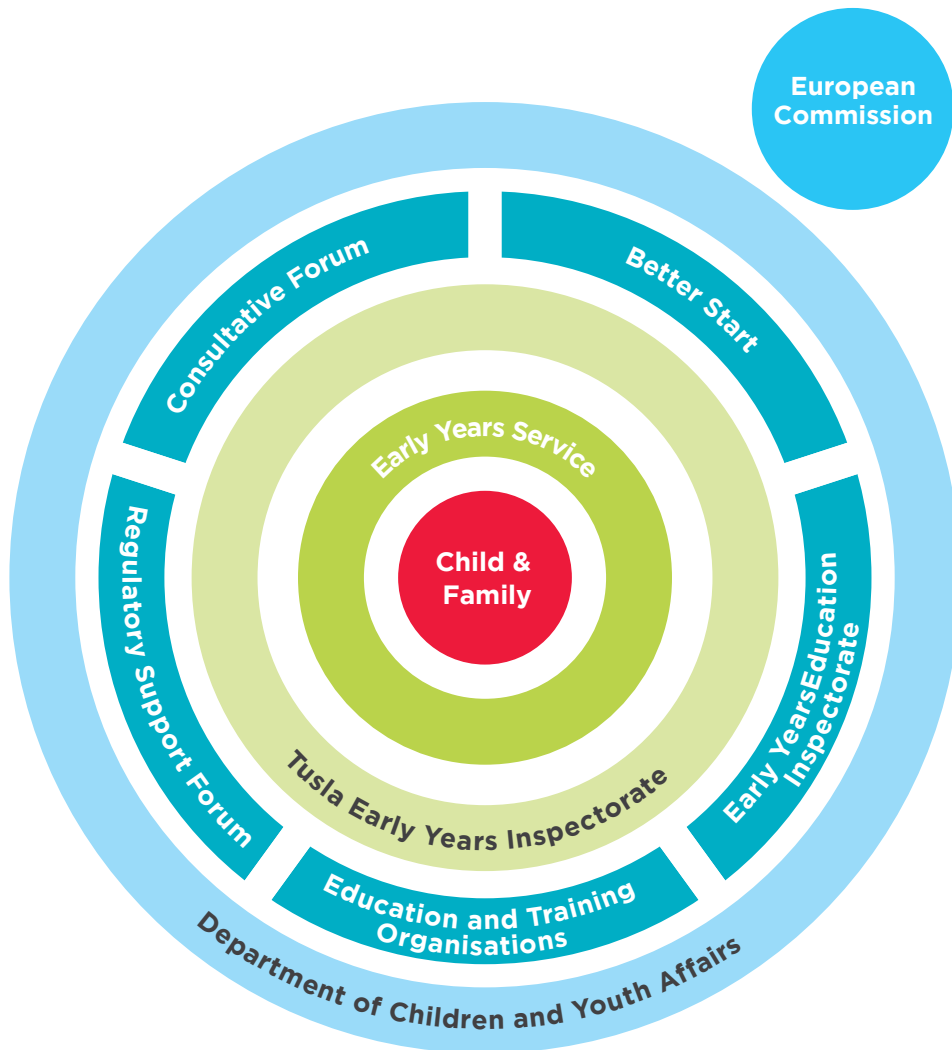 European
Commission
Consultative Forum
Better Start
Early Years Service
Child &
Family
Regulatory Support Forum
Early YearsEducation
Inspectorate
Tusla Early Years Inspectorate
Education and Training
Organisations
Department of Children and Youth Affairs